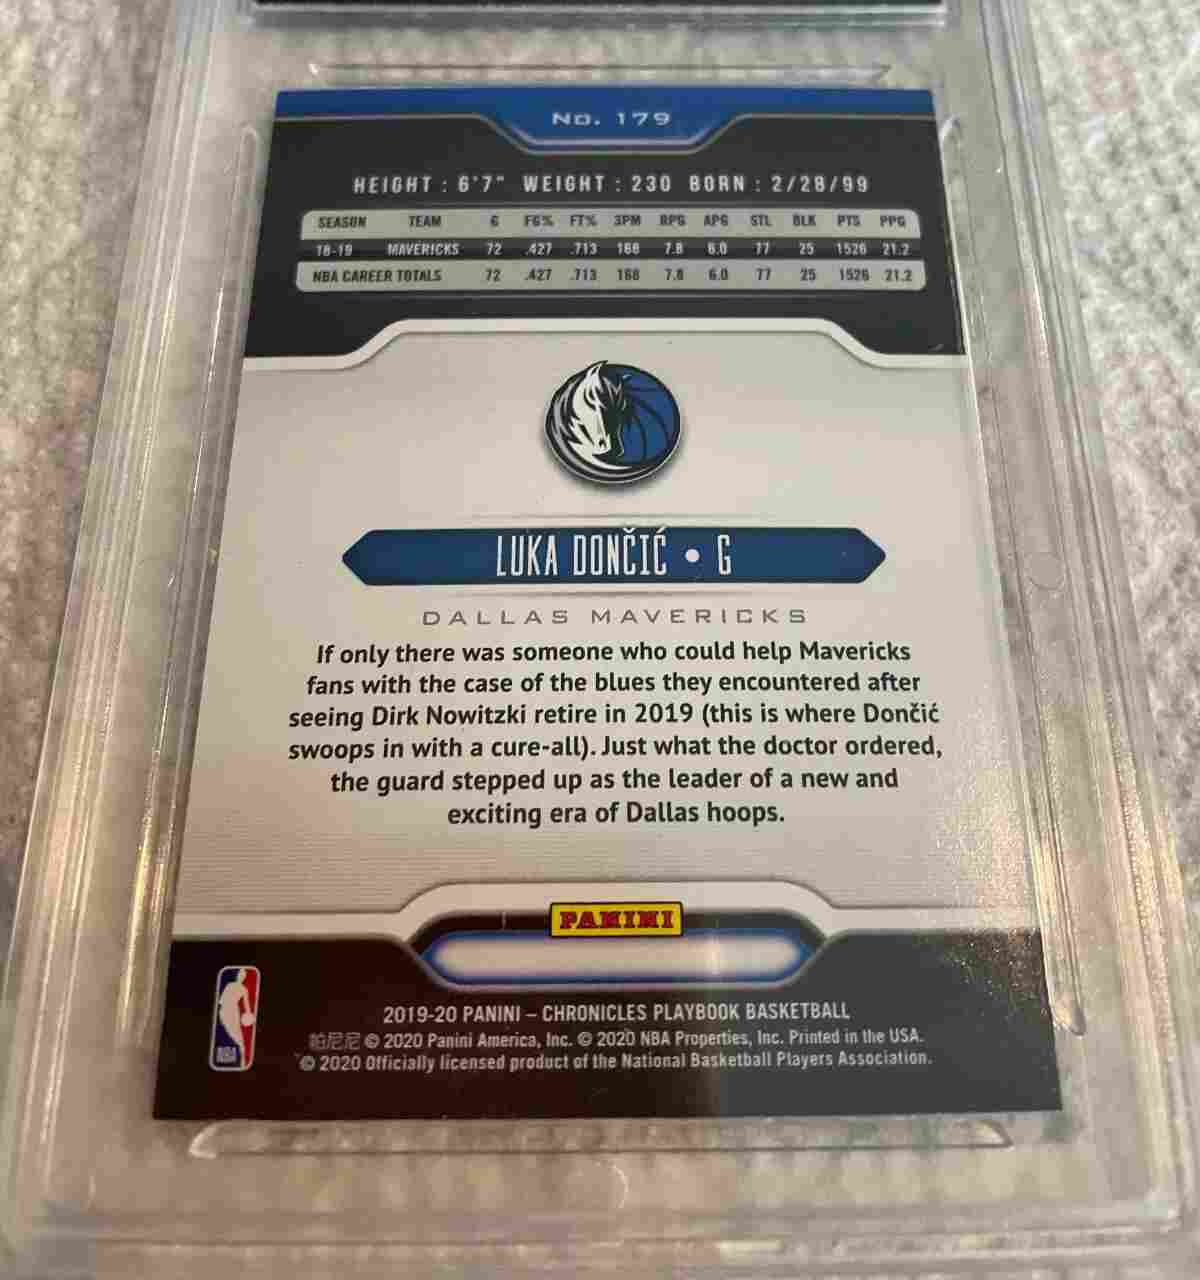 No. 179
HEIGHT : 6'7" WEIGHT : 230 BORN : 2/28/99
SEASON TEAM G FG% FT% 3PM RPG APG STL BLK PTS PPG
18-19 MAVERICKS 72 .427 .713 168 7.8 6.0 77 25 1526 21.2
NBA CAREER TOTALS 72 .427 .713 168 7.8 6.0 77 25 1526 21.2
LUKA DONČIĆ • G
DALLAS MAVERICKS
If only there was someone who could help Mavericks
fans with the case of the blues they encountered after
seeing Dirk Nowitzki retire in 2019 (this is where Dončić
swoops in with a cure-all). Just what the doctor ordered,
the guard stepped up as the leader of a new and
exciting era of Dallas hoops.
PANINI
2019-20 PANINI – CHRONICLES PLAYBOOK BASKETBALL
帕尼尼 © 2020 Panini America, Inc. © 2020 NBA Properties, Inc. Printed in the USA.
© 2020 Officially licensed product of the National Basketball Players Association.
NBA